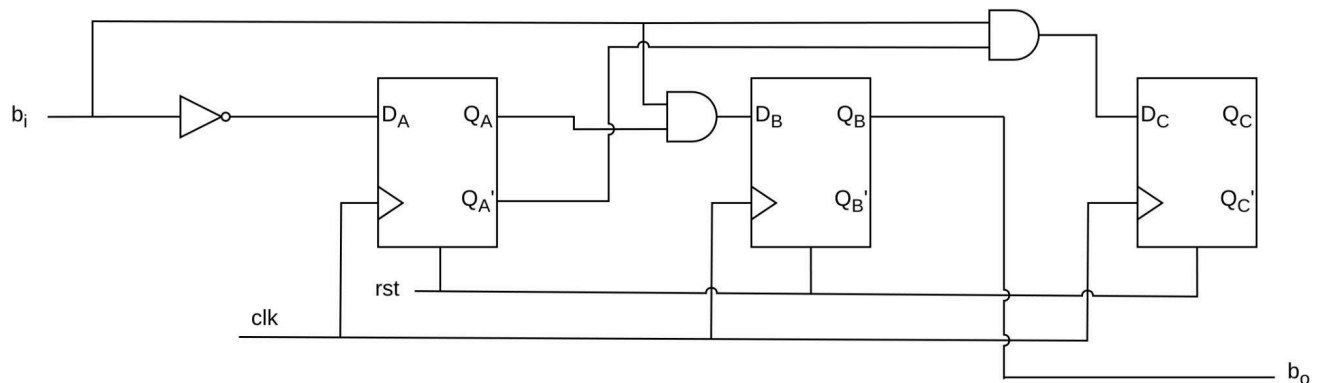 b_i
D_A Q_A
Q_A'
D_B Q_B
Q_B'
D_C Q_C
Q_C'
rst
clk
b_o